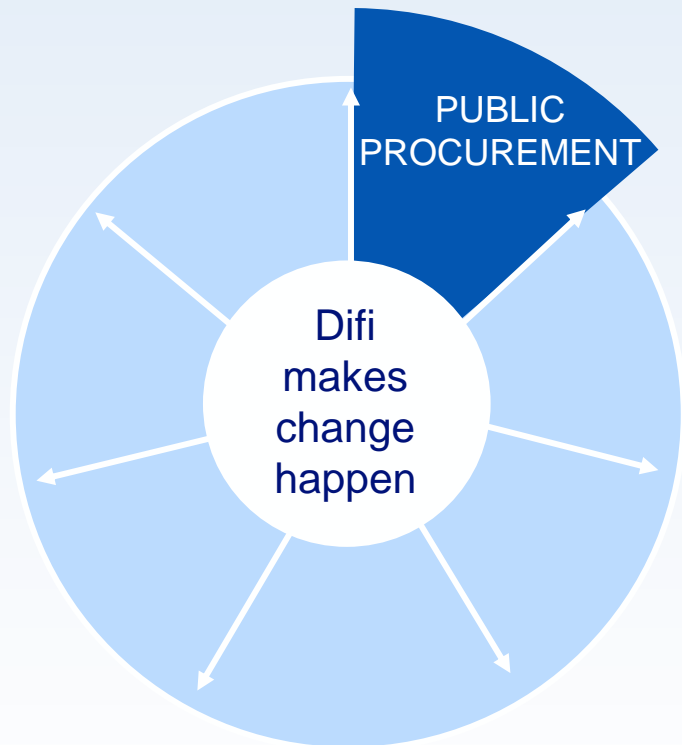 PUBLIC
PROCUREMENT
Difi
makes
change
happen